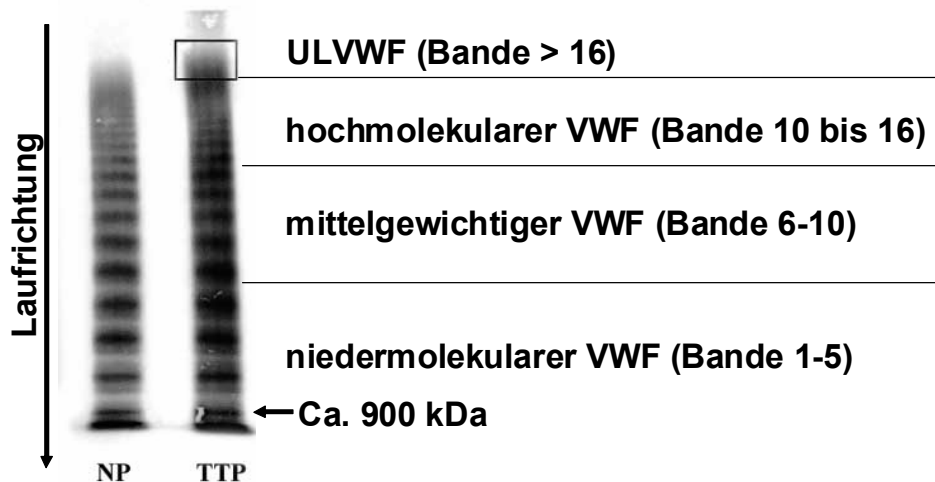 ULVWF (Bande > 16)
hochmolekularer VWF (Bande 10 bis 16)
mittelgewichtiger VWF (Bande 6-10)
niedermolekularer VWF (Bande 1-5)
Ca. 900 kDa
Laufrichtung
NP
TTP